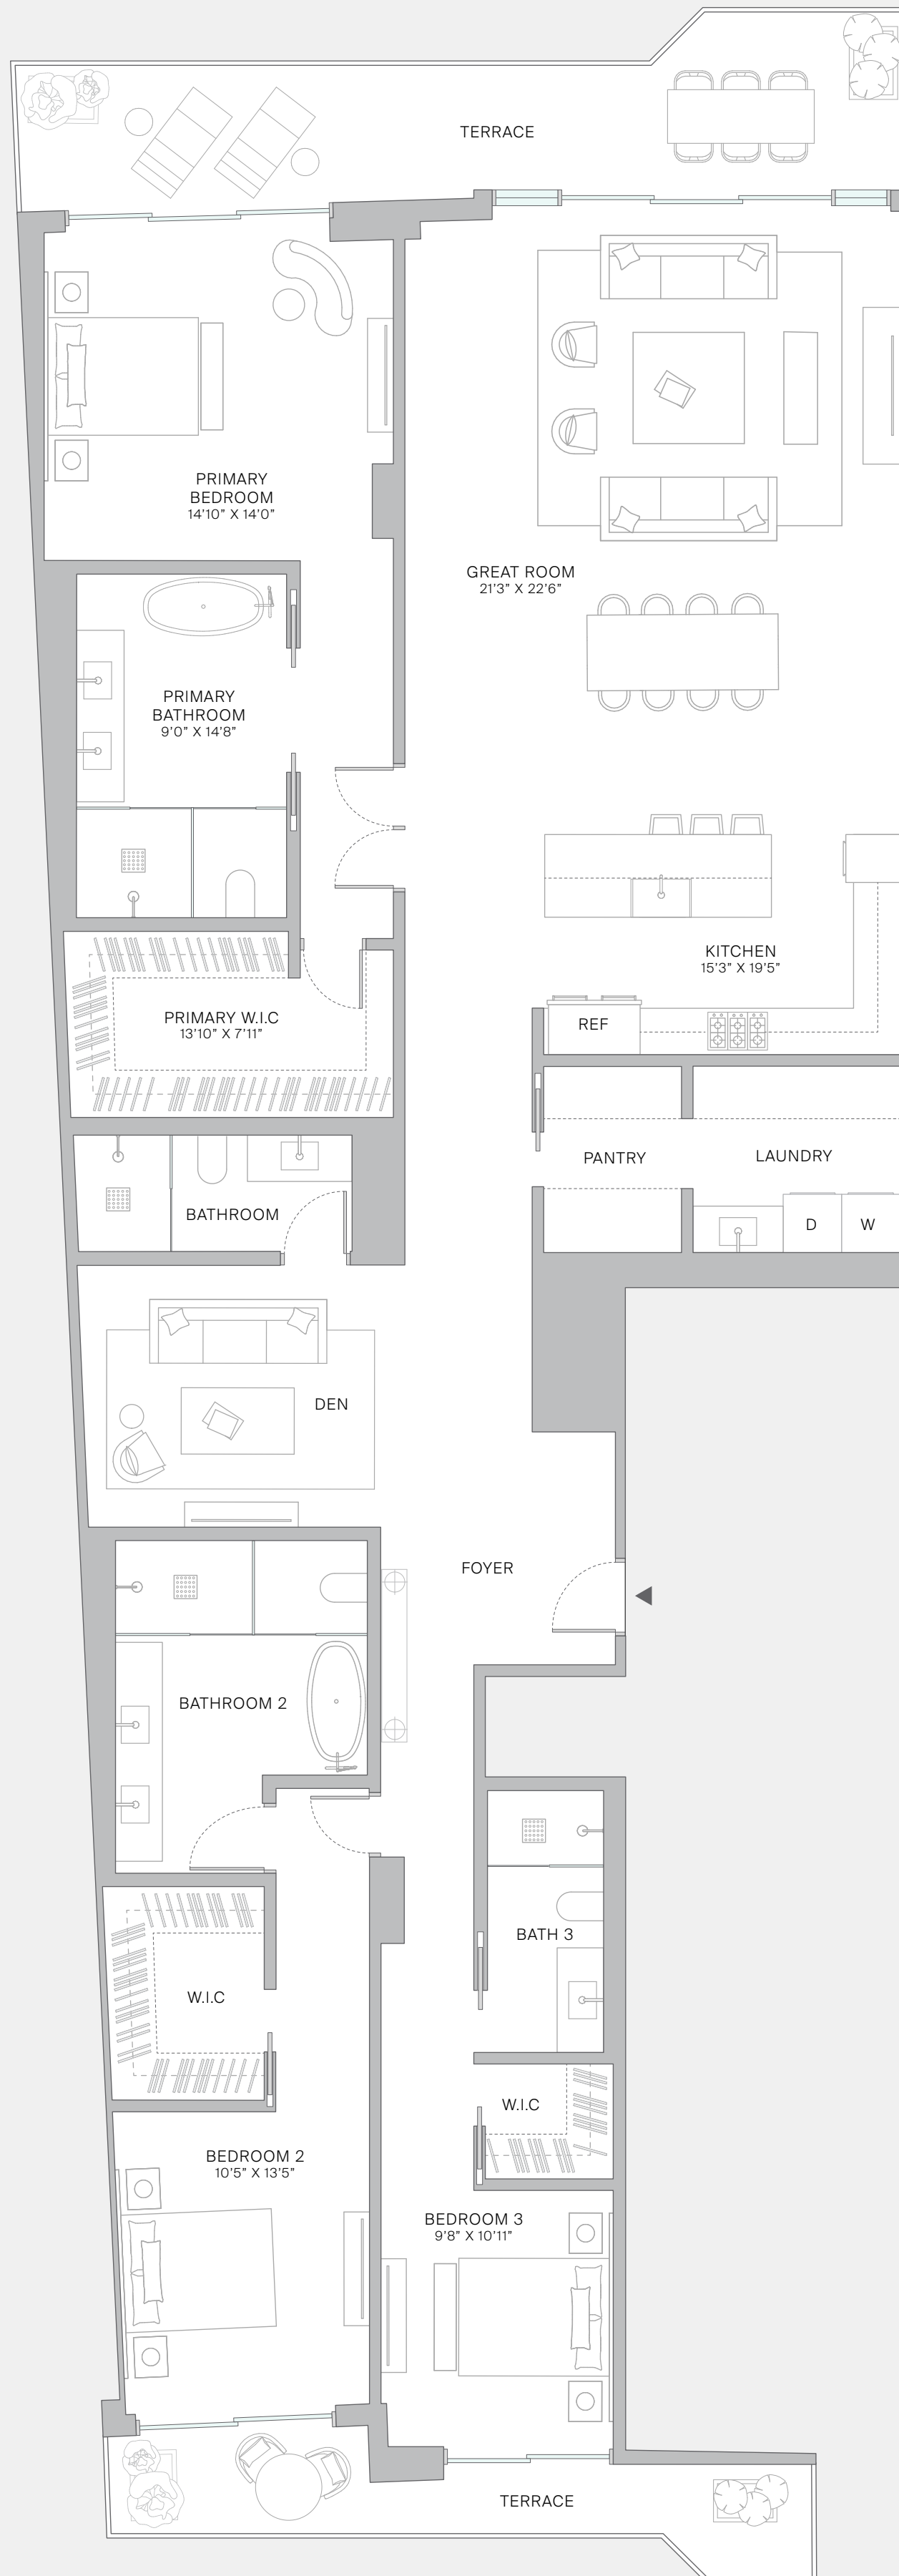 TERRACE
PRIMARY
BEDROOM
14'10" X 14'0"
GREAT ROOM
21'3" X 22'6"
PRIMARY
BATHROOM
9'0" X 14'8"
KITCHEN
15'3" X 19'5"
PRIMARY W.I.C
13'10" X 7'11"
REF
PANTRY
LAUNDRY
BATHROOM
D
W
DEN
FOYER
BATHROOM 2
BATH 3
W.I.C
W.I.C
BEDROOM 2
10'5" X 13'5"
BEDROOM 3
9'8" X 10'11"
TERRACE